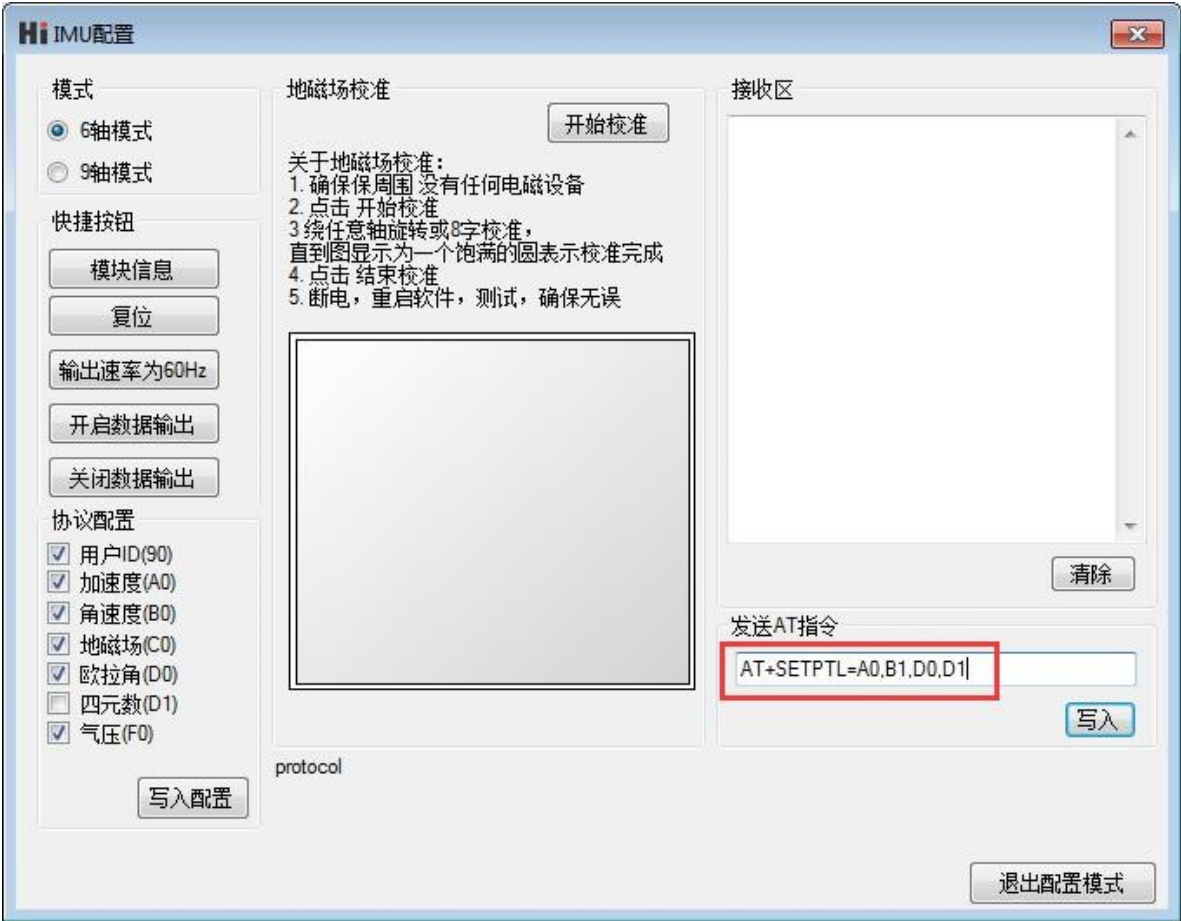 Hi IMU配置
模式
6轴模式
9轴模式
快捷按钮
模块信息
复位
输出速率为60Hz
开启数据输出
关闭数据输出
协议配置
用户ID(90)
加速度(A0)
角速度(B0)
地磁场(C0)
欧拉角(D0)
四元数(D1)
气压(F0)
写入配置
地磁场校准
开始校准
关于地磁场校准：
1. 确保保周围 没有任何电磁设备
2. 点击 开始校准
3 绕任意轴旋转或8字校准，
直到图显示为一个饱满的圆表示校准完成
4. 点击 结束校准
5. 断电，重启软件，测试，确保无误
protocol
接收区
清除
发送AT指令
AT+SETPTL=A0,B1,D0,D1
写入
退出配置模式